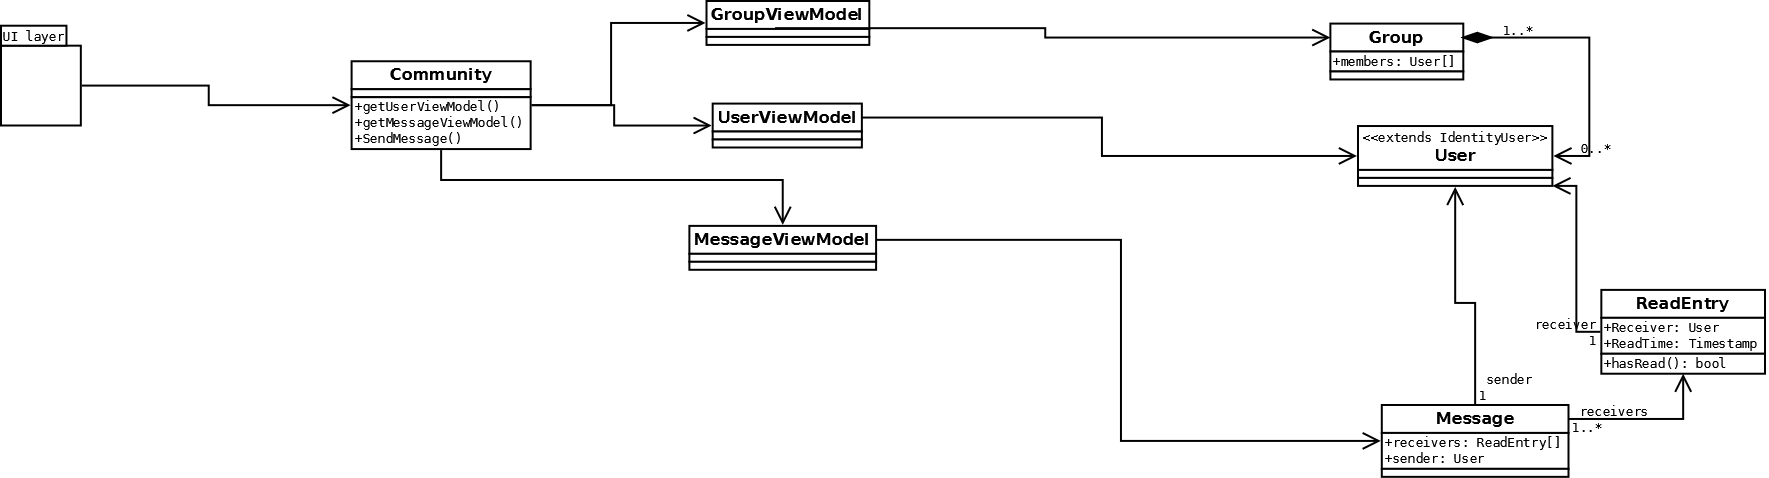 UI layer
Community
+getUserViewModel()
+getMessageViewModel()
+SendMessage()
GroupViewModel
UserViewModel
MessageViewModel
Group
+members: User[]
1..*
<<extends IdentityUser>>
User
0..*
ReadEntry
+Receiver: User
+ReadTime: Timestamp
+hasRead(): bool
receiver
1
sender
1
Message
+receivers: ReadEntry[]
+sender: User
receivers
1..*